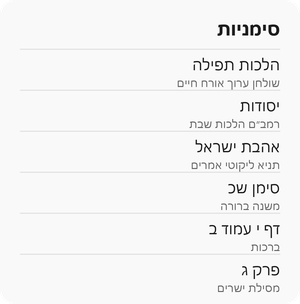 סימניות
הלכות תפילה
שולחן ערוך אורח חיים
יסודות
רמב״ם הלכות שבת
אהבת ישראל
תניא ליקוטי אמרים
סימן שכ
משנה ברורה
דף י עמוד ב
ברכות
פרק ג
מסילת ישרים